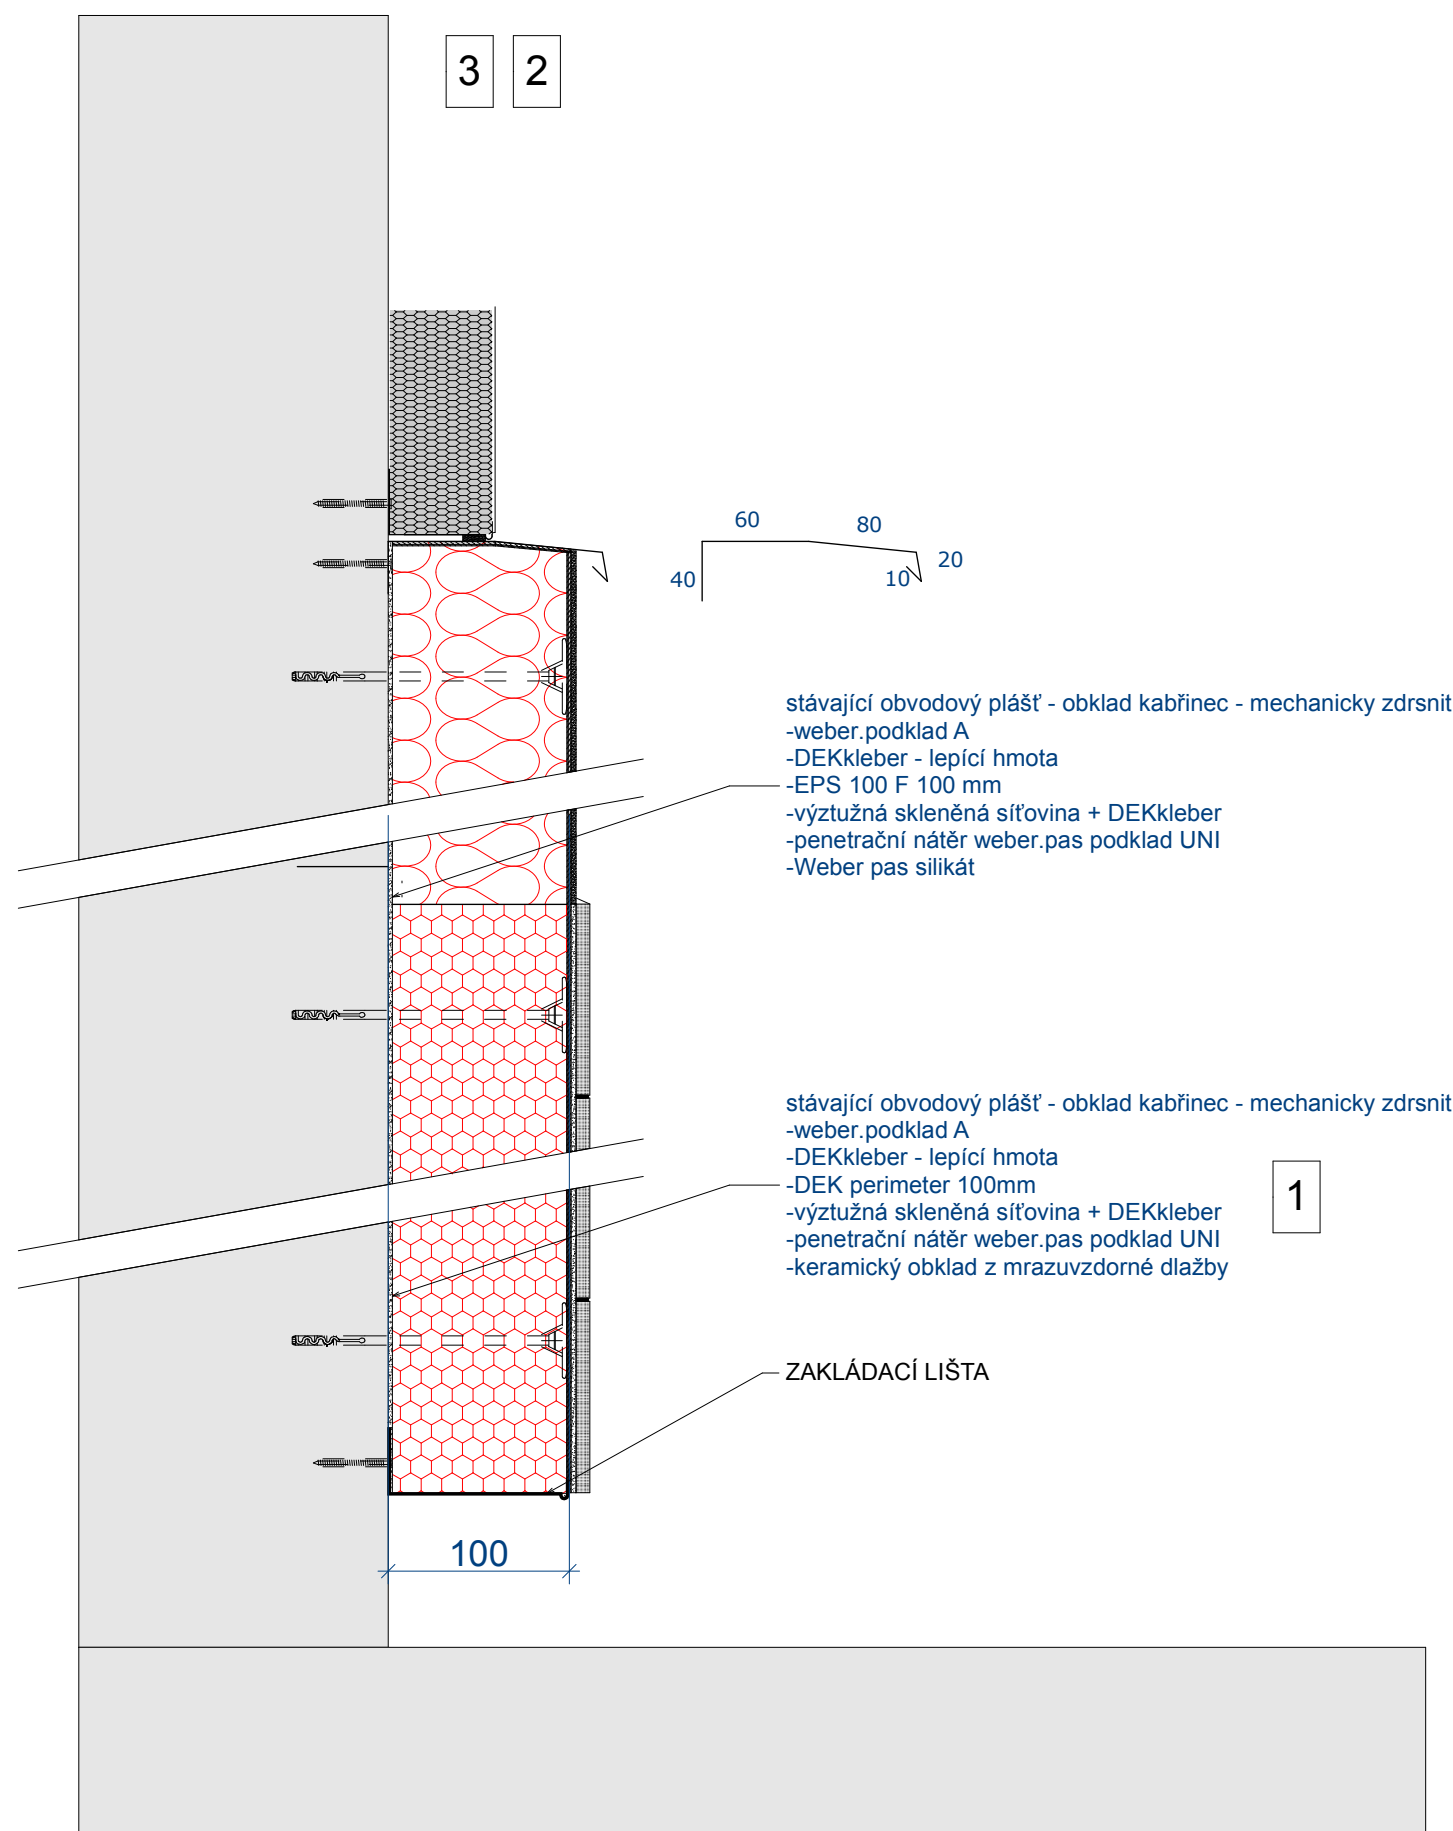 3 2
60
80
20
40
10
stávající obvodový plášť - obklad kabřinec - mechanicky zdrsnit
-weber.podklad A
-DEKkleber - lepící hmota
-EPS 100 F 100 mm
-výztužná skleněná síťovina + DEKkleber
-penetrační nátěr weber.pas podklad UNI
-Weber pas silikát
stávající obvodový plášť - obklad kabřinec - mechanicky zdrsnit
-weber.podklad A
-DEKkleber - lepící hmota
-DEK perimeter 100mm
-výztužná skleněná síťovina + DEKkleber
-penetrační nátěr weber.pas podklad UNI
-keramický obklad z mrazuvzdorné dlažby
1
ZAKLÁDACÍ LIŠTA
100